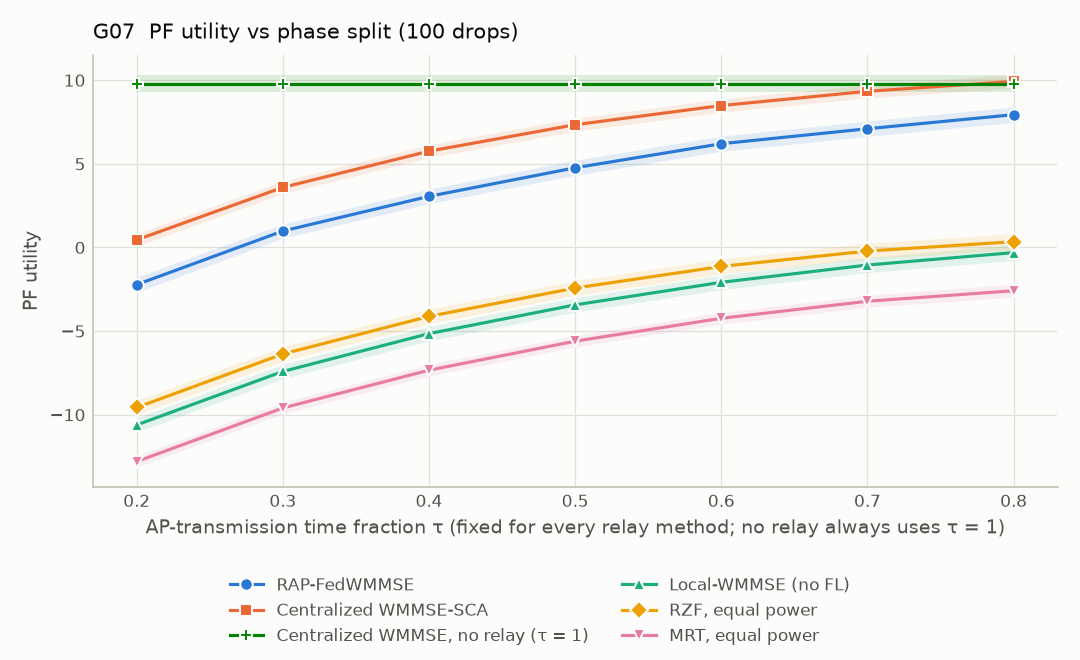 G07 PF utility vs phase split (100 drops)
PF utility
10
5
0
−5
−10
0.2 0.3 0.4 0.5 0.6 0.7 0.8
AP-transmission time fraction τ (fixed for every relay method; no relay always uses τ = 1)
RAP-FedWMMSE
Centralized WMMSE-SCA
Centralized WMMSE, no relay (τ = 1)
Local-WMMSE (no FL)
RZF, equal power
MRT, equal power